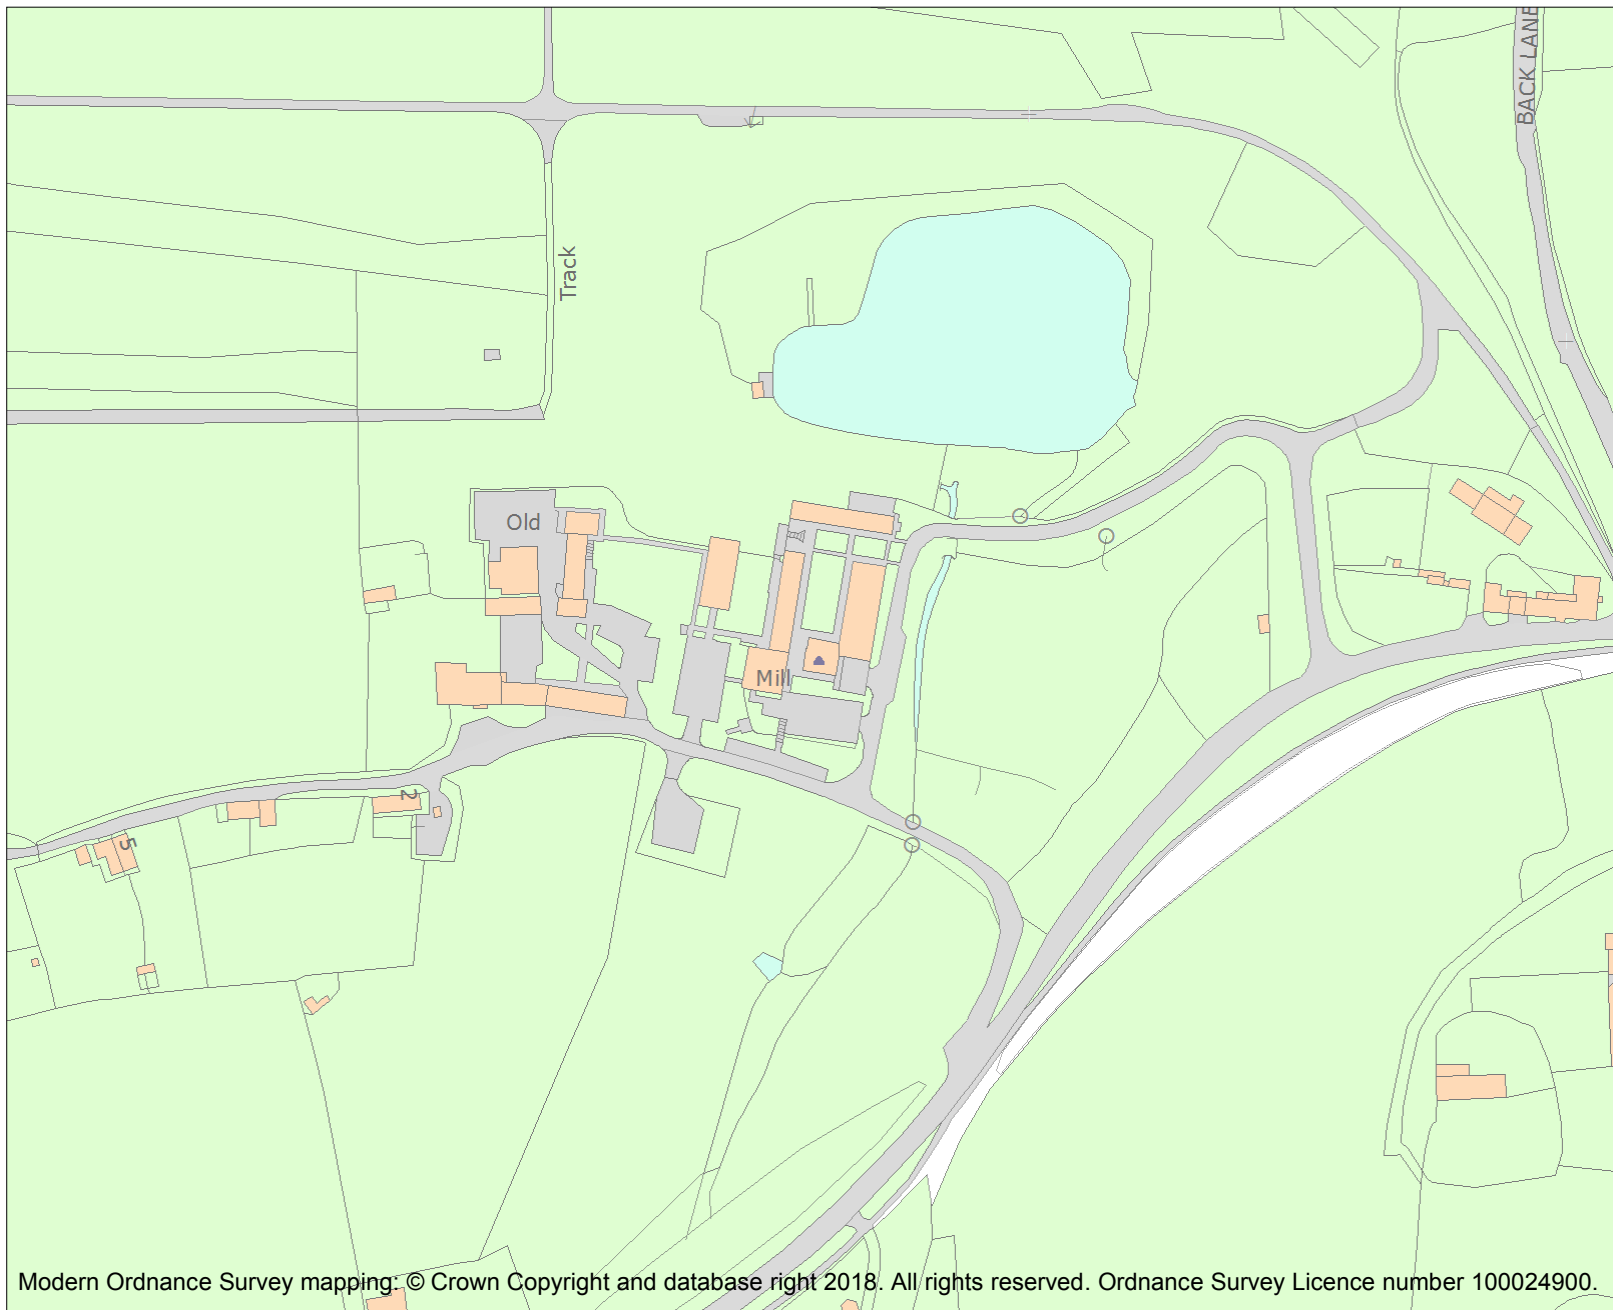 BACK LANE
Track
Old
Mill
2
5
Modern Ordnance Survey mapping: © Crown Copyright and database right 2018. All rights reserved. Ordnance Survey Licence number 100024900.